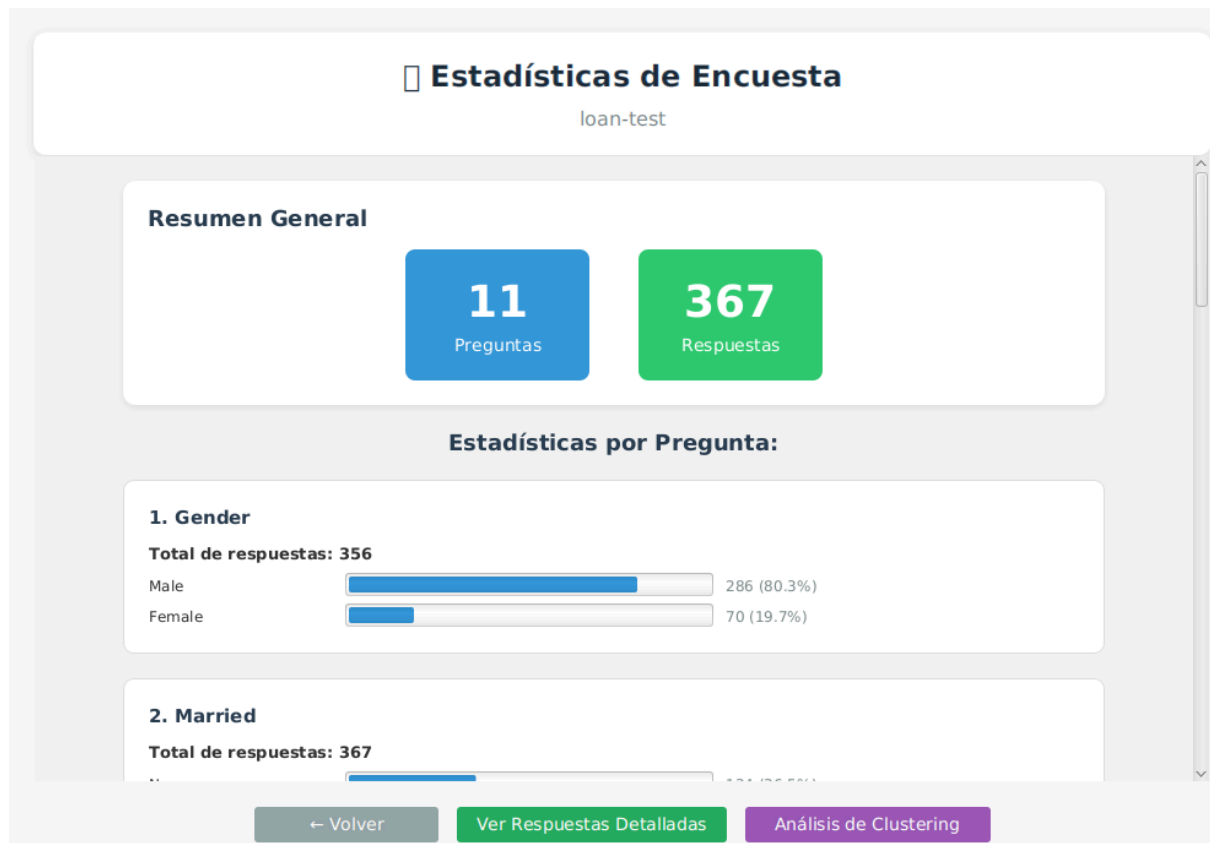 Estadísticas de Encuesta
loan-test
Resumen General
11
Preguntas
367
Respuestas
Estadísticas por Pregunta:
1. Gender
Total de respuestas: 356
Male 286 (80.3%)
Female 70 (19.7%)
2. Married
Total de respuestas: 367
← Volver
Ver Respuestas Detalladas
Análisis de Clustering